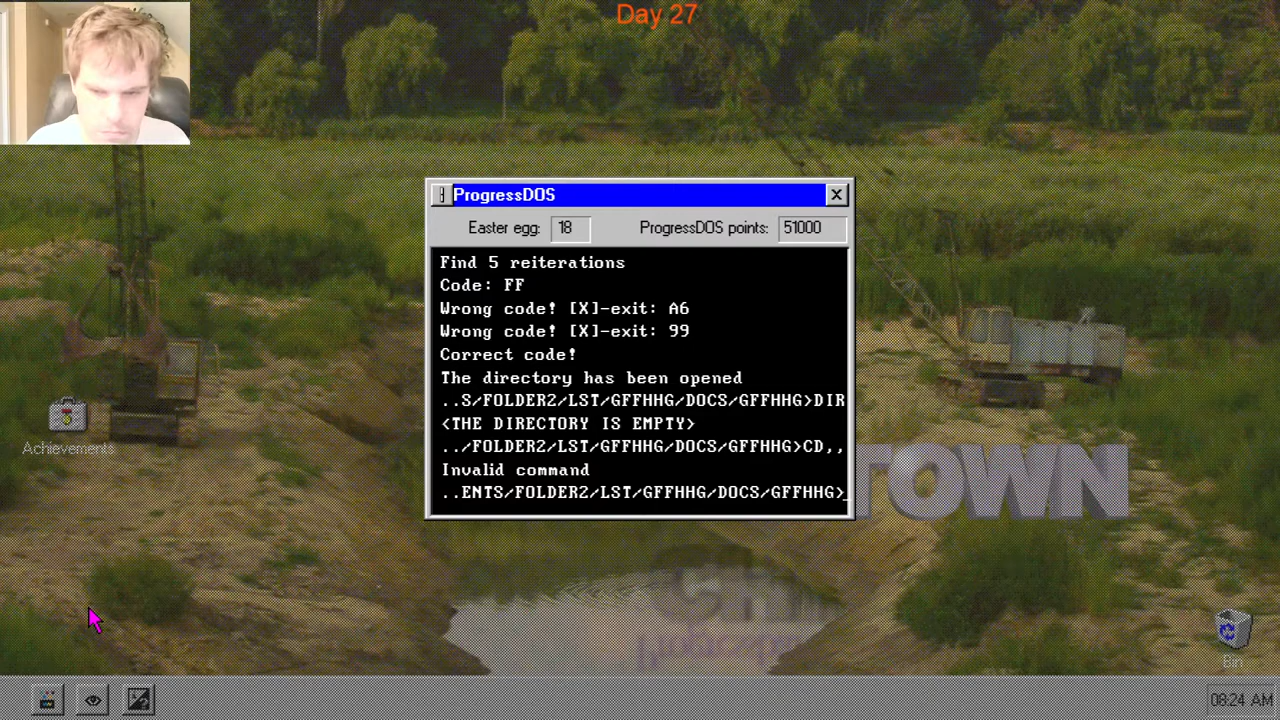 Day 27
ProgressDOS
Easter egg: 18 ProgressDOS points: 51000
Find 5 reiterations
Code: FF
Wrong code! [X]-exit: A6
Wrong code! [X]-exit: 99
Correct code!
The directory has been opened
..S/FOLDER2/LST/GFFHHG/DOCS/GFFHHG>DIR
<THE DIRECTORY IS EMPTY>
../FOLDER2/LST/GFFHHG/DOCS/GFFHHG>CD,,
Invalid command
..ENTS/FOLDER2/LST/GFFHHG/DOCS/GFFHHG>_
Achievements
TOWN
Bin
08:24 AM